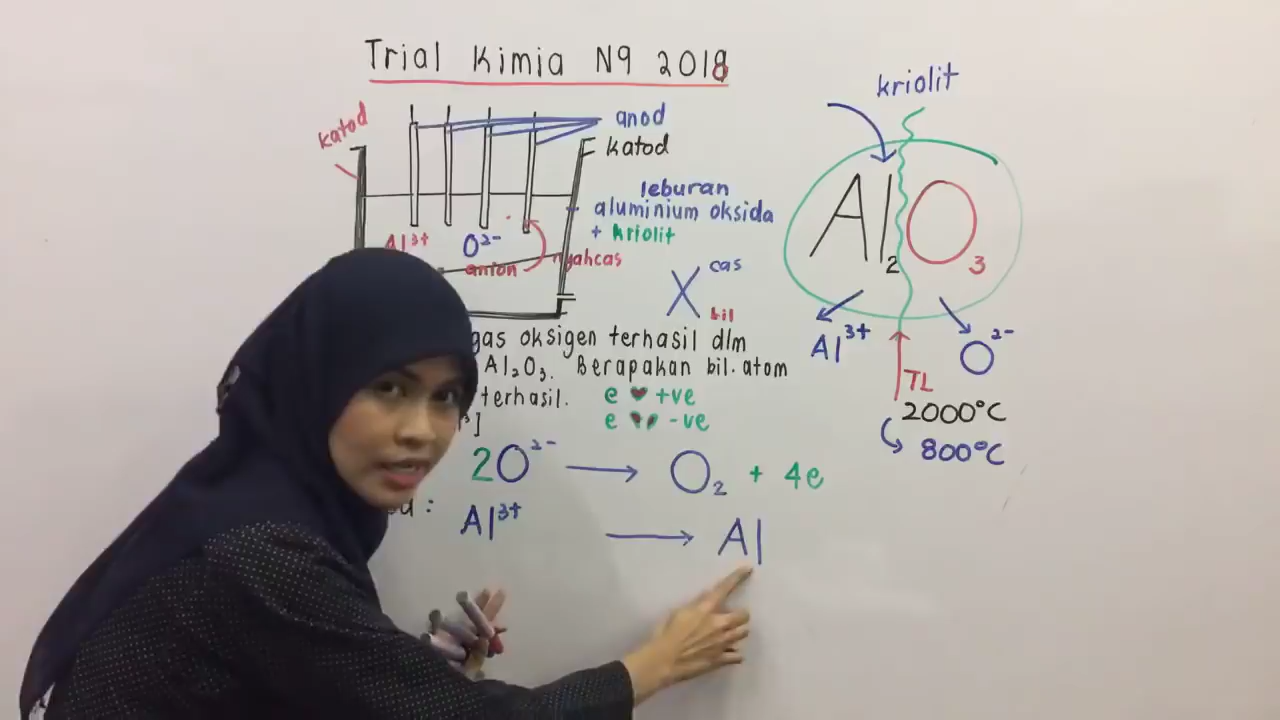 Trial Kimia N9 2018
kriolit
katod
anod
katod
leburan
aluminium oksida
+ kriolit
Al³⁺ O²⁻
anion nyahcas
cas
bil
Al₂O₃
Al³⁺ O²⁻
TL
2000°C
800°C
gas oksigen terhasil dlm
Al₂O₃. Berapakan bil. atom
terhasil. e ♥ +ve
e -ve
2O²⁻ → O₂ + 4e
Al³⁺ → Al